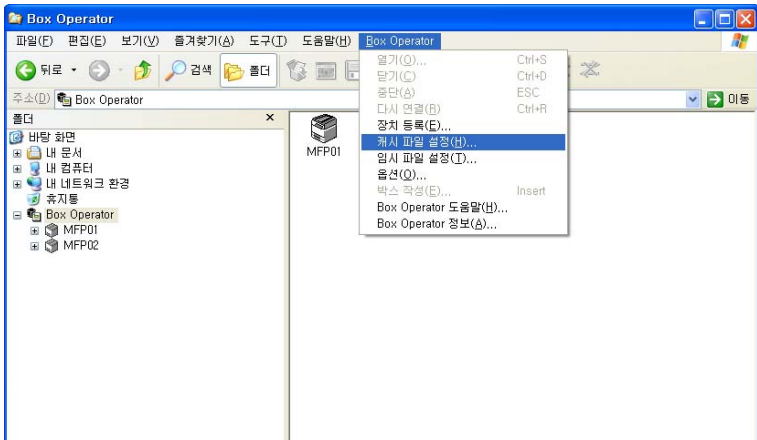 Box Operator
파일(F) 편집(E) 보기(V) 즐겨찾기(A) 도구(T) 도움말(H) Box Operator
뒤로 검색 폴더
주소(D) Box Operator 이동
폴더
바탕 화면
내 문서
내 컴퓨터
내 네트워크 환경
휴지통
Box Operator
MFP01
MFP02
MFP01
열기(O)... Ctrl+S
닫기(C) Ctrl+D
중단(A) ESC
다시 연결(R) Ctrl+R
장치 등록(E)...
캐시 파일 설정(H)...
임시 파일 설정(T)...
옵션(O)...
박스 작성(E)... Insert
Box Operator 도움말(H)...
Box Operator 정보(A)...